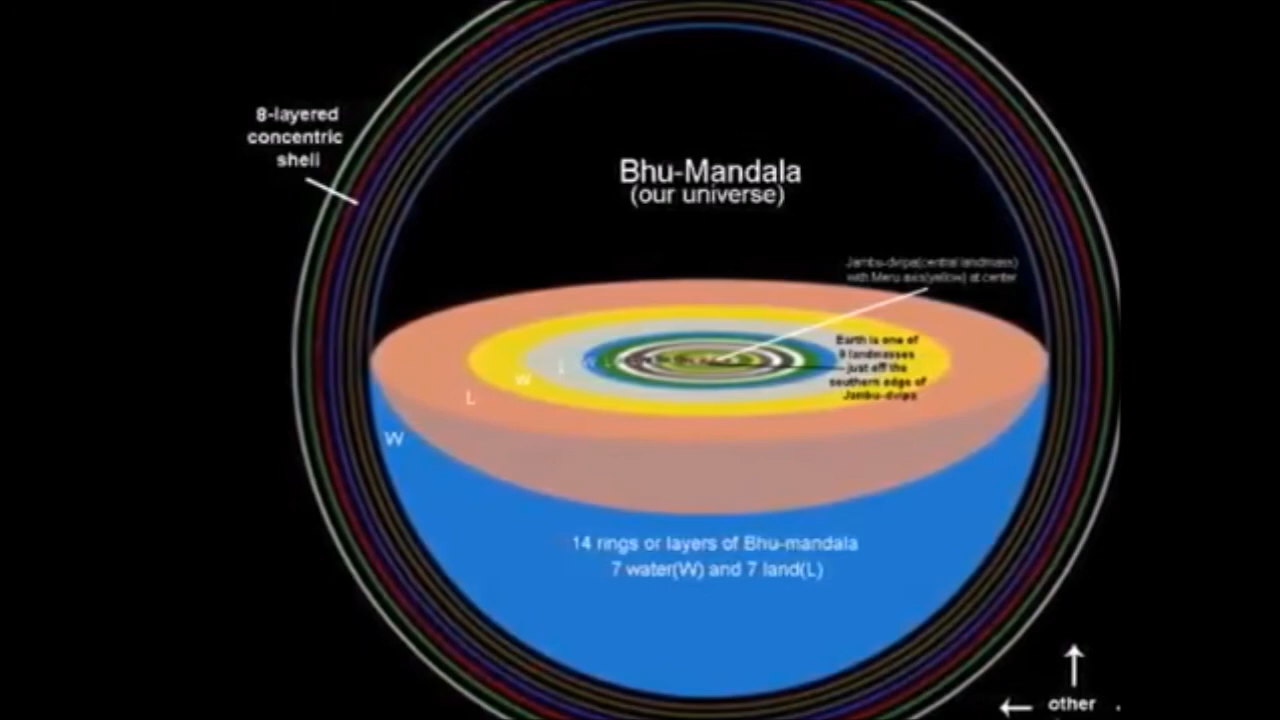 8-layered
concentric
shell
Bhu-Mandala
(our universe)
Jambu-dvipa(central landmass)
with Meru axis(yellow) at center
Earth is one of
9 landmasses
just off the
southern edge of
Jambu-dvipa
L
W
L
W
14 rings or layers of Bhu-mandala
7 water(W) and 7 land(L)
other